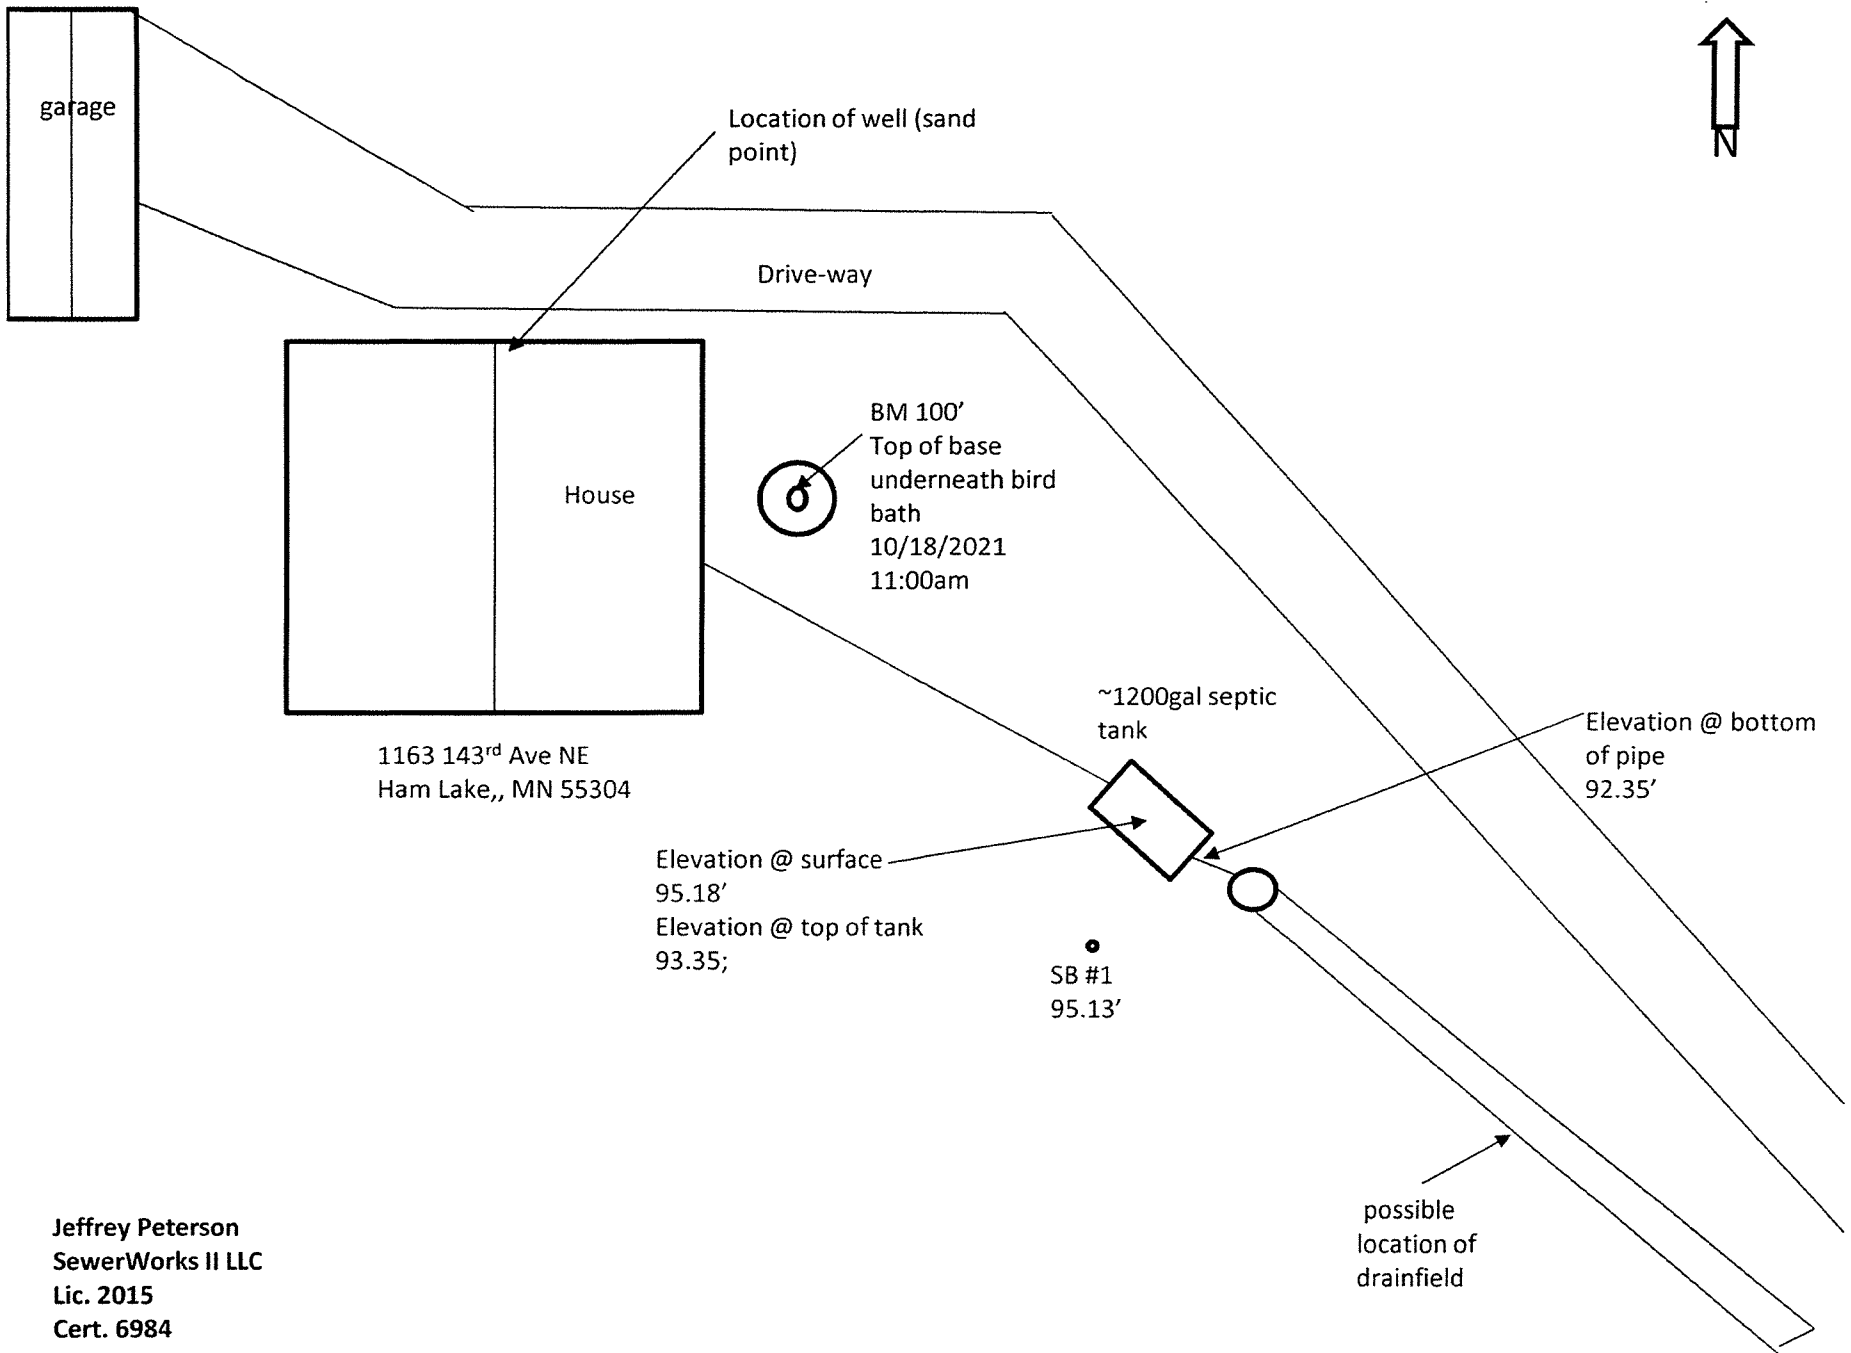 garage
Location of well (sand
point)
N
Drive-way
BM 100’
Top of base
underneath bird
bath
10/18/2021
11:00am
House
~1200gal septic
tank
Elevation @ bottom
of pipe
92.35’
1163 143rd Ave NE
Ham Lake,, MN 55304
Elevation @ surface
95.18’
Elevation @ top of tank
93.35;
SB #1
95.13’
possible
location of
drainfield
Jeffrey Peterson
SewerWorks II LLC
Lic. 2015
Cert. 6984